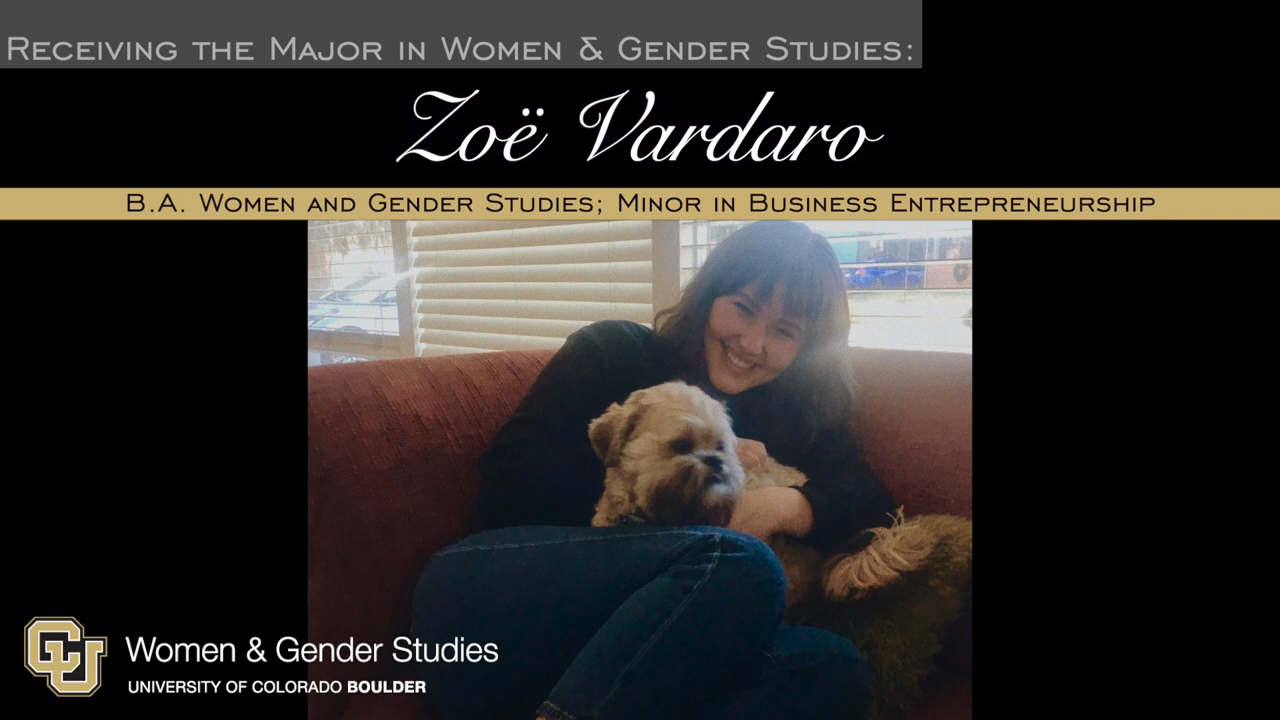 Receiving the Major in Women & Gender Studies:
Zoë Vardaro
B.A. Women and Gender Studies; Minor in Business Entrepreneurship
CU
Women & Gender Studies
UNIVERSITY OF COLORADO BOULDER